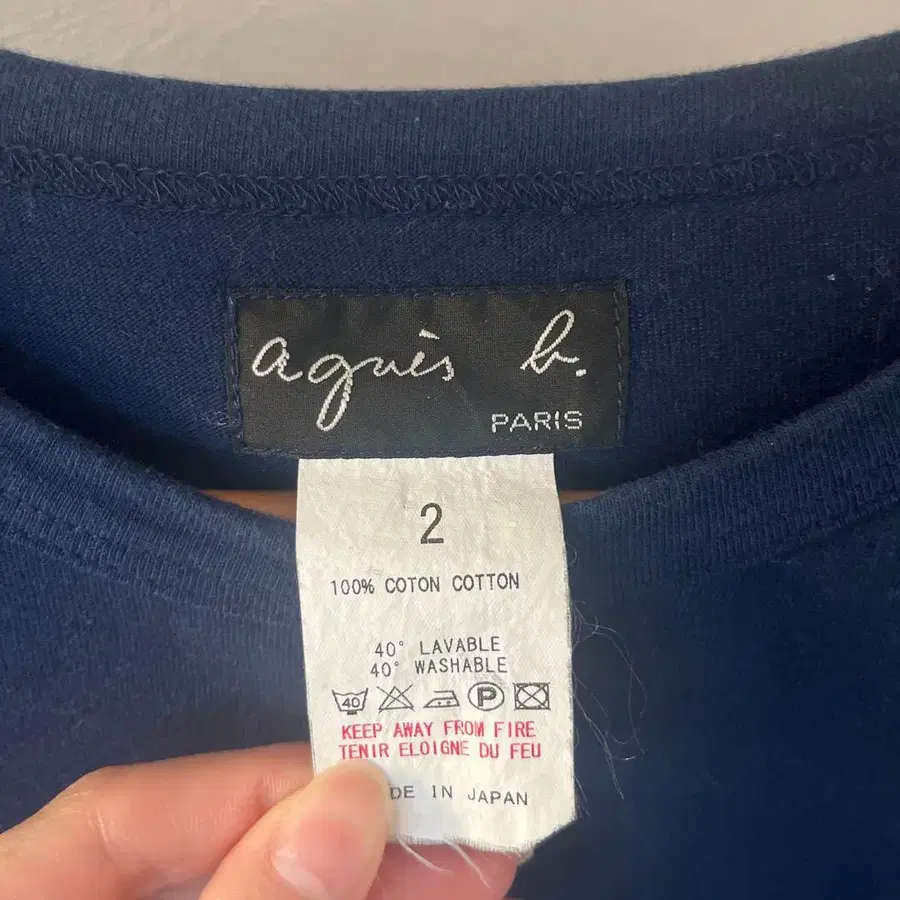 agnès b.
PARIS
2
100% COTON COTTON
40° LAVABLE
40° WASHABLE
40 P
KEEP AWAY FROM FIRE
TENIR ELOIGNE DU FEU
DE IN JAPAN